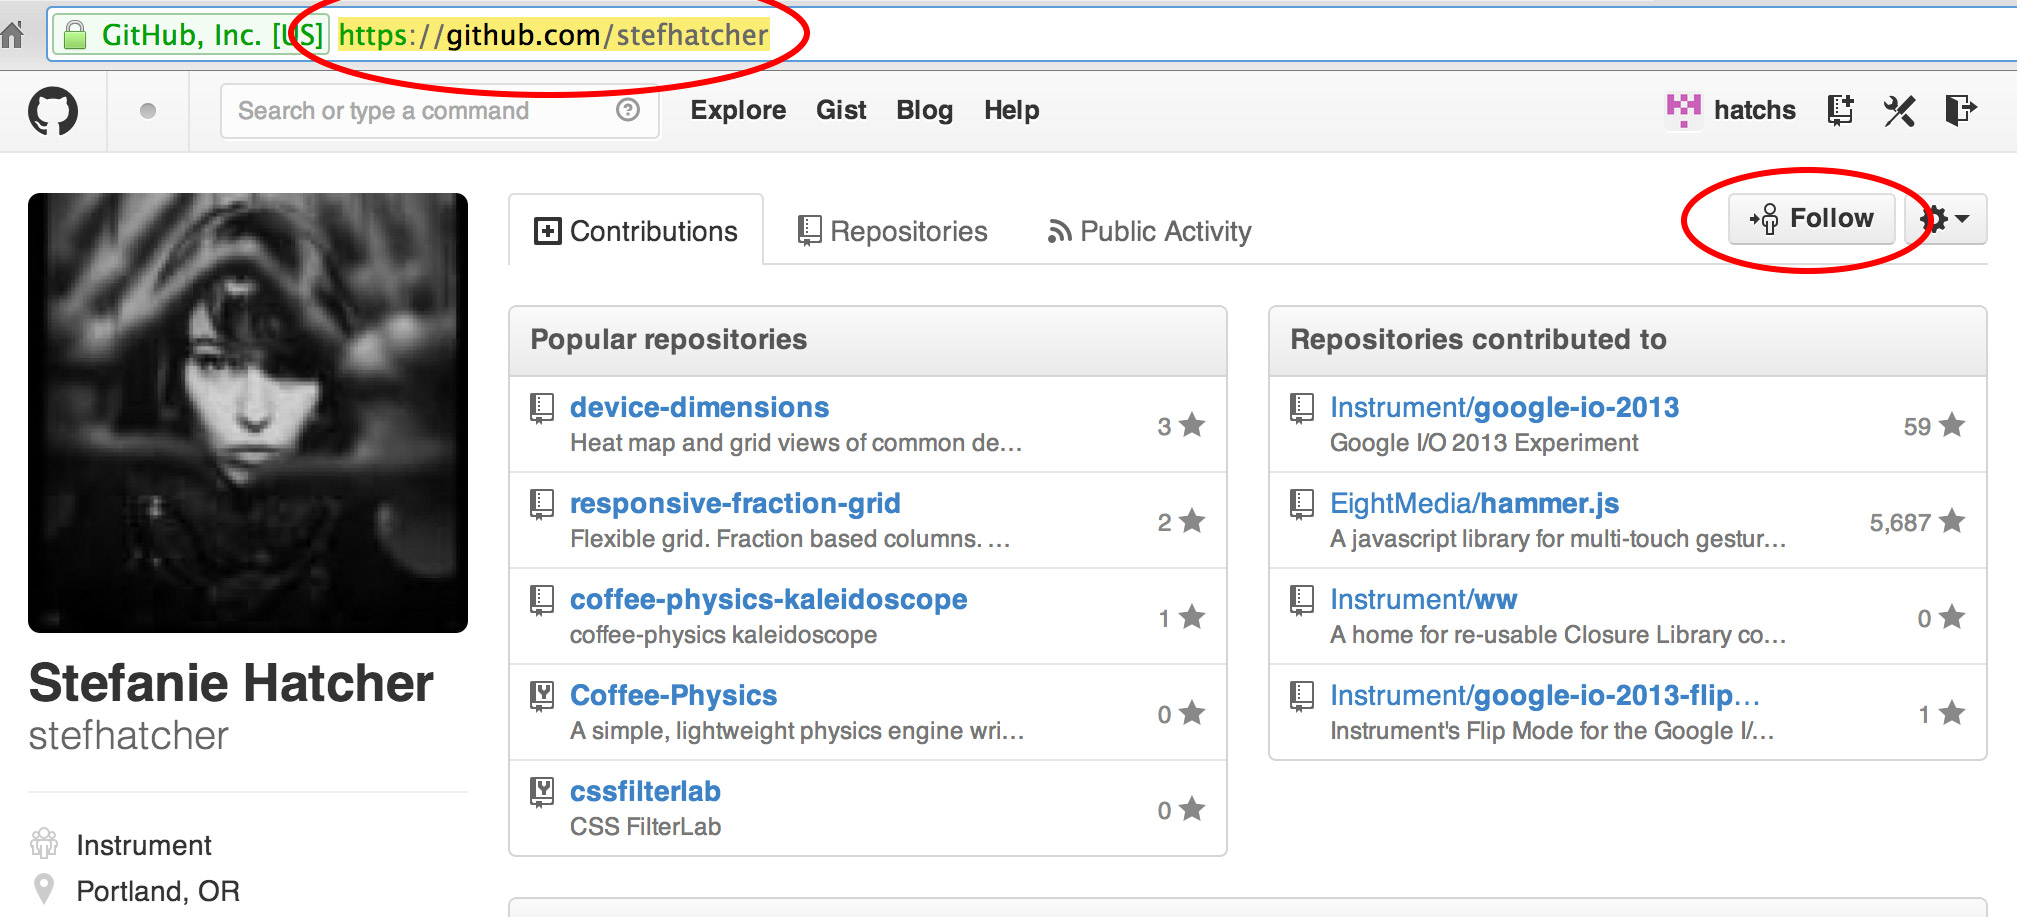 GitHub, Inc. [US] https://github.com/stefhatcher
Search or type a command
Explore Gist Blog Help
hatchs
Contributions Repositories Public Activity
Follow
Popular repositories
device-dimensions
Heat map and grid views of common de…
3
responsive-fraction-grid
Flexible grid. Fraction based columns. …
2
coffee-physics-kaleidoscope
coffee-physics kaleidoscope
1
Coffee-Physics
A simple, lightweight physics engine wri…
0
cssfilterlab
CSS FilterLab
0
Repositories contributed to
Instrument/google-io-2013
Google I/O 2013 Experiment
59
EightMedia/hammer.js
A javascript library for multi-touch gestur…
5,687
Instrument/ww
A home for re-usable Closure Library co…
0
Instrument/google-io-2013-flip…
Instrument's Flip Mode for the Google I/…
1
Stefanie Hatcher
stefhatcher
Instrument
Portland, OR